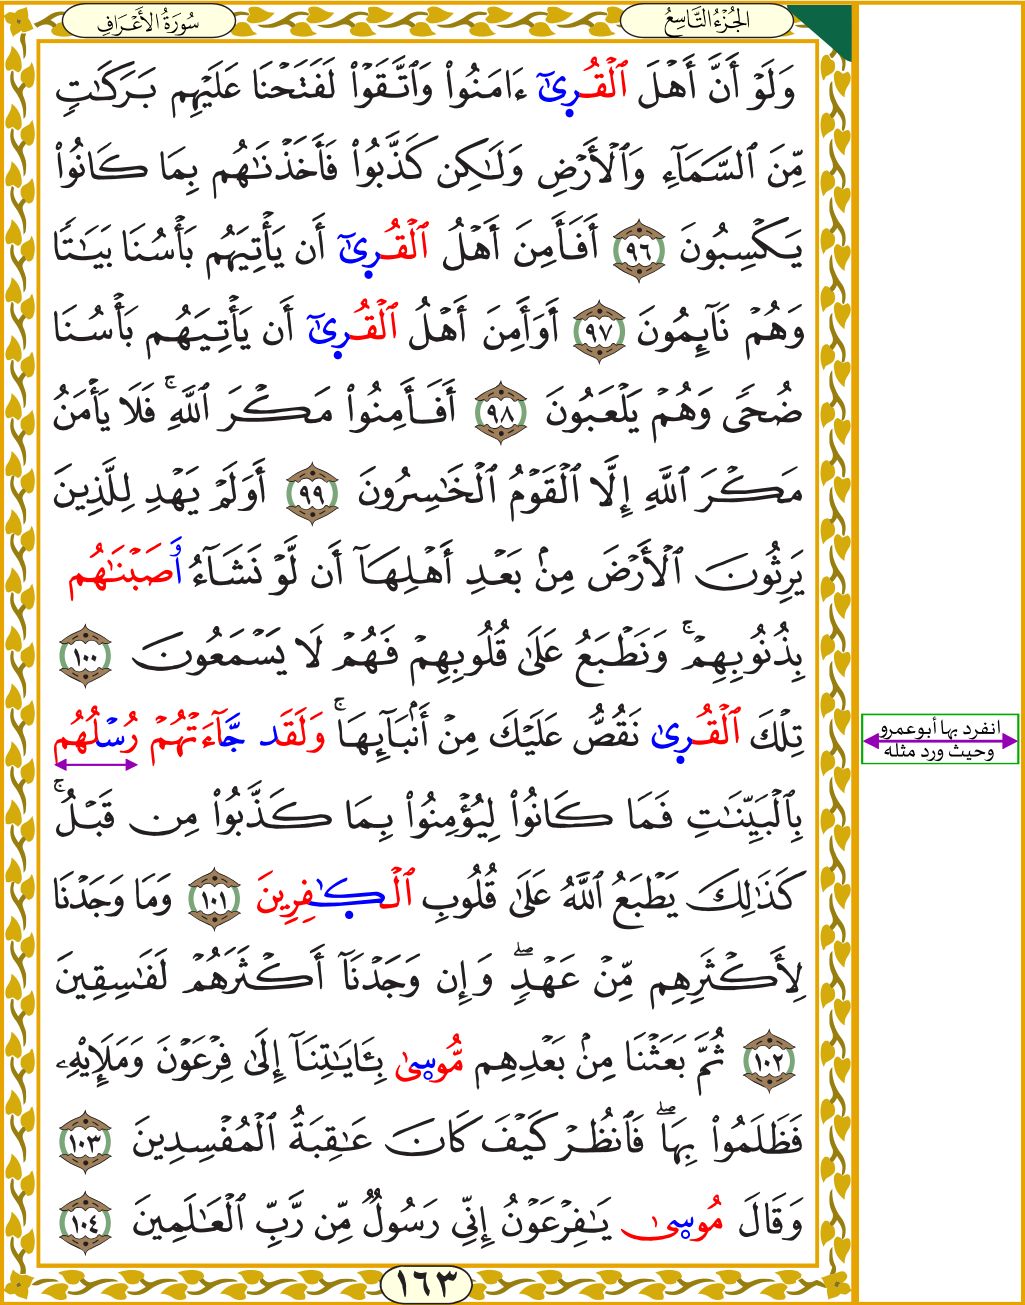 الجُزْءُ التَّاسِعُ
سُورَةُ الأَعْرَافِ
وَلَوۡ أَنَّ أَهۡلَ ٱلۡقُرِىٰٓ ءَامَنُواْ وَٱتَّقَوۡاْ لَفَتَحۡنَا عَلَيۡهِم بَرَكَٰتٖ
مِّنَ ٱلسَّمَآءِ وَٱلۡأَرۡضِ وَلَٰكِن كَذَّبُواْ فَأَخَذۡنَٰهُم بِمَا كَانُواْ
يَكۡسِبُونَ ٩٦ أَفَأَمِنَ أَهۡلُ ٱلۡقُرِىٰٓ أَن يَأۡتِيَهُم بَأۡسُنَا بَيَٰتٗا
وَهُمۡ نَآئِمُونَ ٩٧ أَوَأَمِنَ أَهۡلُ ٱلۡقُرِىٰٓ أَن يَأۡتِيَهُم بَأۡسُنَا
ضُحٗى وَهُمۡ يَلۡعَبُونَ ٩٨ أَفَأَمِنُواْ مَكۡرَ ٱللَّهِۚ فَلَا يَأۡمَنُ
مَكۡرَ ٱللَّهِ إِلَّا ٱلۡقَوۡمُ ٱلۡخَٰسِرُونَ ٩٩ أَوَلَمۡ يَهۡدِ لِلَّذِينَ
يَرِثُونَ ٱلۡأَرۡضَ مِنۢ بَعۡدِ أَهۡلِهَآ أَن لَّوۡ نَشَآءُ وَصَبۡنَٰهُم
بِذُنُوبِهِمۡۚ وَنَطۡبَعُ عَلَىٰ قُلُوبِهِمۡ فَهُمۡ لَا يَسۡمَعُونَ ١٠٠
تِلۡكَ ٱلۡقُرِىٰ نَقُصُّ عَلَيۡكَ مِنۡ أَنۢبَآئِهَاۚ وَلَقَد جَّآءَتۡهُمۡ رُسۡلُهُم
بِٱلۡبَيِّنَٰتِ فَمَا كَانُواْ لِيُؤۡمِنُواْ بِمَا كَذَّبُواْ مِن قَبۡلُۚ
كَذَٰلِكَ يَطۡبَعُ ٱللَّهُ عَلَىٰ قُلُوبِ ٱلۡكَٰفِرِينَ ١٠١ وَمَا وَجَدۡنَا
لِأَكۡثَرِهِم مِّنۡ عَهۡدٖۖ وَإِن وَجَدۡنَآ أَكۡثَرَهُمۡ لَفَٰسِقِينَ
١٠٢ ثُمَّ بَعَثۡنَا مِنۢ بَعۡدِهِم مُّوسِىٰ بِـَٔايَٰتِنَآ إِلَىٰ فِرۡعَوۡنَ وَمَلَإِيْهِۦ
فَظَلَمُواْ بِهَاۖ فَٱنظُرۡ كَيۡفَ كَانَ عَٰقِبَةُ ٱلۡمُفۡسِدِينَ ١٠٣
وَقَالَ مُوسِىٰ يَٰفِرۡعَوۡنُ إِنِّي رَسُولٞ مِّن رَّبِّ ٱلۡعَٰلَمِينَ ١٠٤
انفرد بها أبوعمرو
وحيث ورد مثله
١٦٣